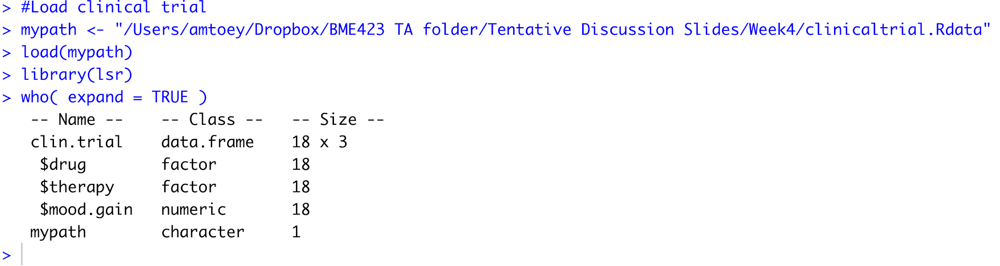 > #Load clinical trial
> mypath <- "/Users/amtoey/Dropbox/BME423 TA folder/Tentative Discussion Slides/Week4/clinicaltrial.Rdata"
> load(mypath)
> library(lsr)
> who( expand = TRUE )
   -- Name --    -- Class --   -- Size --
   clin.trial    data.frame    18 x 3
    $drug        factor        18
    $therapy     factor        18
    $mood.gain   numeric       18
   mypath        character     1
>